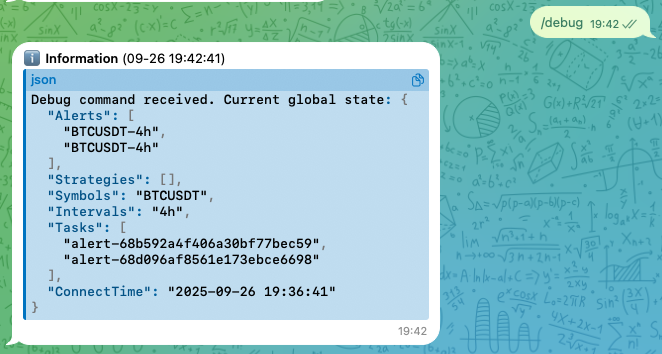 /debug 19:42
Information (09-26 19:42:41)
json
Debug command received. Current global state: {
"Alerts": [
"BTCUSDT-4h",
"BTCUSDT-4h"
],
"Strategies": [],
"Symbols": "BTCUSDT",
"Intervals": "4h",
"Tasks": [
"alert-68b592a4f406a30bf77bec59",
"alert-68d096af8561e173ebce6698"
],
"ConnectTime": "2025-09-26 19:36:41"
}
19:42